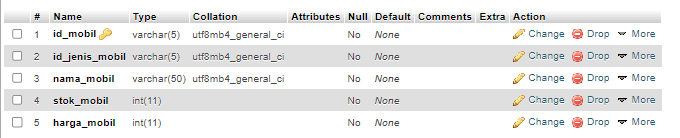 # Name Type Collation Attributes Null Default Comments Extra Action
1 id_mobil varchar(5) utf8mb4_general_ci No None Change Drop More
2 id_jenis_mobil varchar(5) utf8mb4_general_ci No None Change Drop More
3 nama_mobil varchar(50) utf8mb4_general_ci No None Change Drop More
4 stok_mobil int(11) No None Change Drop More
5 harga_mobil int(11) No None Change Drop More